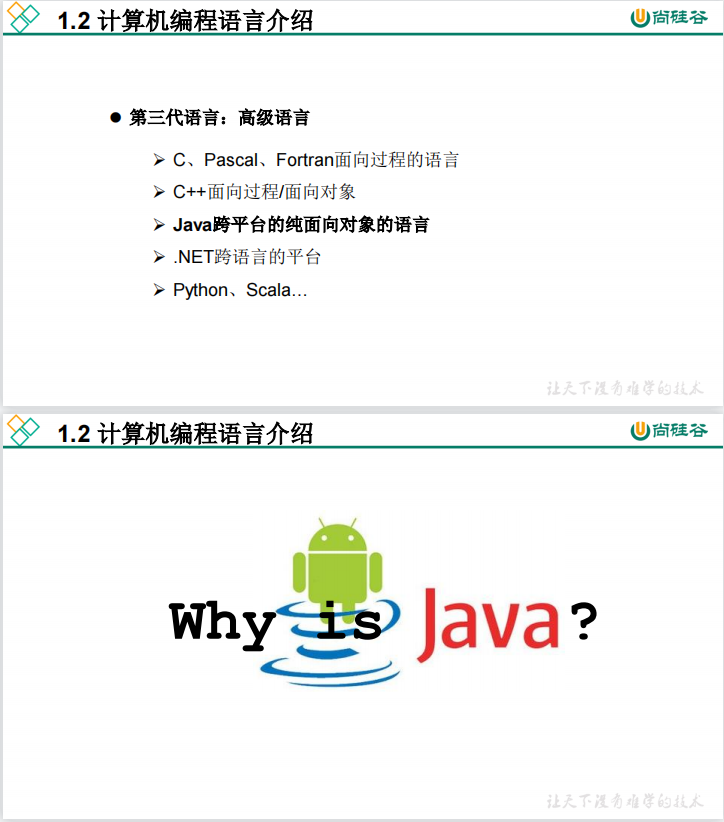 1.2 计算机编程语言介绍
尚硅谷
第三代语言：高级语言
C、Pascal、Fortran面向过程的语言
C++面向过程/面向对象
Java跨平台的纯面向对象的语言
.NET跨语言的平台
Python、Scala…
让天下没有难学的技术
1.2 计算机编程语言介绍
尚硅谷
Why is Java?
让天下没有难学的技术